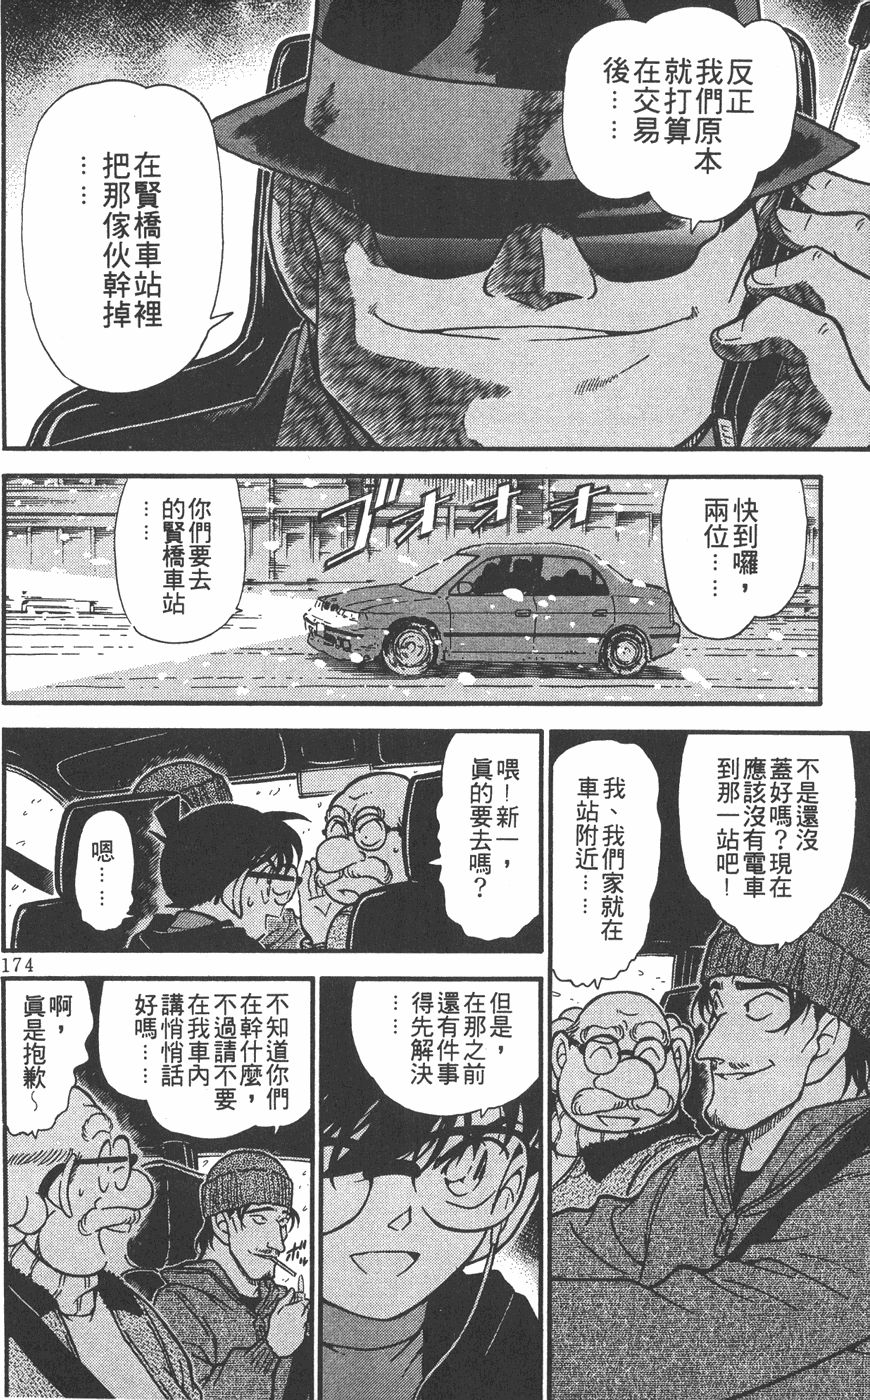 反正
我們原本
就打算
在交易
後⋯⋯
在賢橋車站裡
把那傢伙幹掉
⋯⋯
快到囉，
兩位⋯⋯
ゴオオオ
你們要去
的賢橋車站
⋯⋯
不是還沒
蓋好嗎？現在
應該沒有電車
到那一站吧！
我、我們家就在
車站附近⋯⋯
喂！新一，
真的要去嗎？
嗯⋯⋯
174
但是，
在那之前
還有件事
得先解決
⋯⋯
不知道你們
在幹什麼，
不過請不要
在我車內
講悄悄話
好嗎⋯⋯
啊，
真是抱歉～